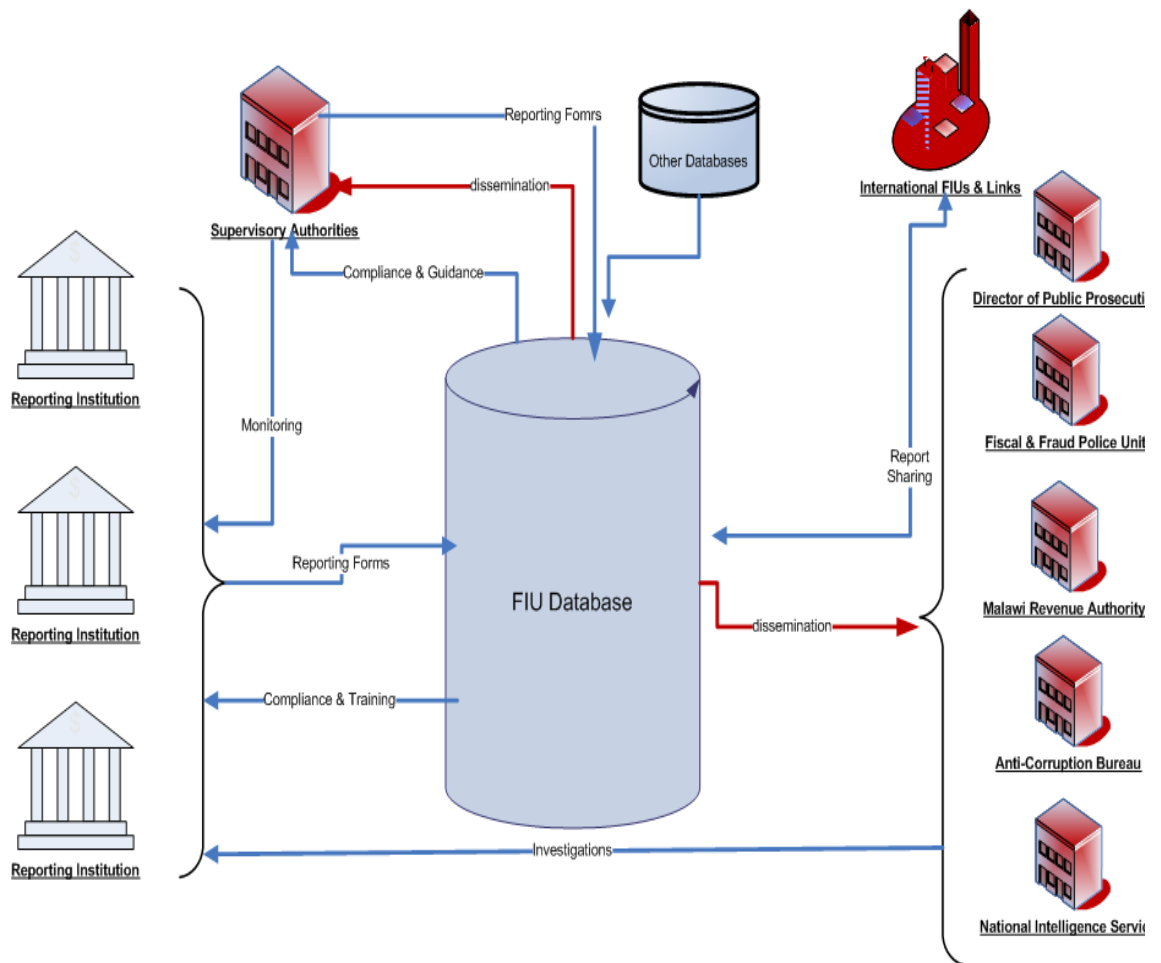 Reporting Fomrs
Other Databases
dissemination
International FIUs & Links
Supervisory Authorities
Compliance & Guidance
Director of Public Prosecuti
$
Reporting Institution
Monitoring
Fiscal & Fraud Police Unit
Report
Sharing
$
Reporting Forms
FIU Database
Malawi Revenue Authority
dissemination
Reporting Institution
Compliance & Training
$
Anti-Corruption Bureau
Investigations
Reporting Institution
National Intelligence Servic